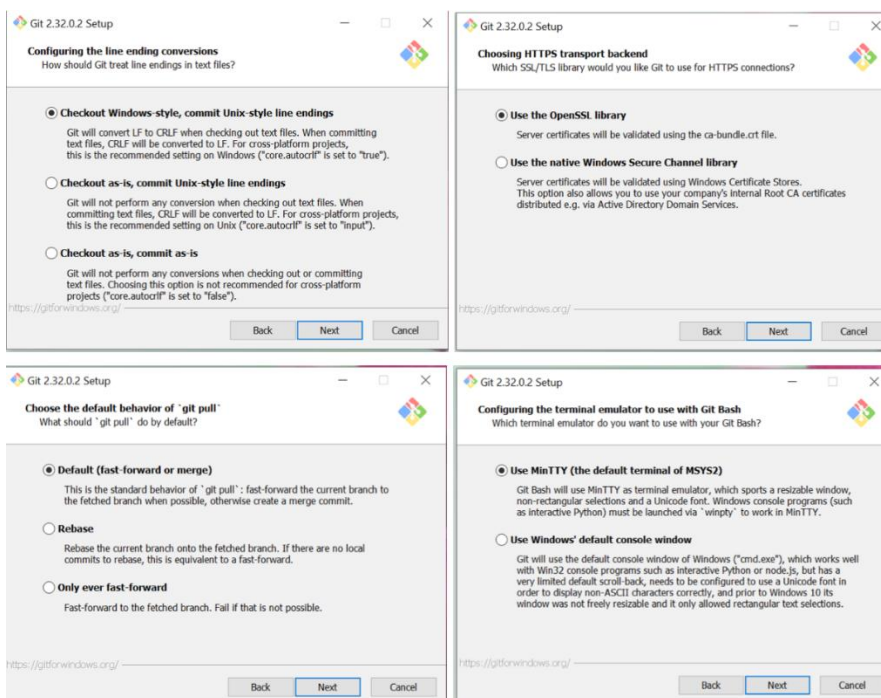 Git 2.32.0.2 Setup
Configuring the line ending conversions
How should Git treat line endings in text files?
Checkout Windows-style, commit Unix-style line endings
Git will convert LF to CRLF when checking out text files. When committing
text files, CRLF will be converted to LF. For cross-platform projects,
this is the recommended setting on Windows ("core.autocrlf" is set to "true").
Checkout as-is, commit Unix-style line endings
Git will not perform any conversion when checking out text files. When
committing text files, CRLF will be converted to LF. For cross-platform projects,
this is the recommended setting on Unix ("core.autocrlf" is set to "input").
Checkout as-is, commit as-is
Git will not perform any conversions when checking out or committing
text files. Choosing this option is not recommended for cross-platform
projects ("core.autocrlf" is set to "false").
https://gitforwindows.org/
Back Next Cancel
Git 2.32.0.2 Setup
Choosing HTTPS transport backend
Which SSL/TLS library would you like Git to use for HTTPS connections?
Use the OpenSSL library
Server certificates will be validated using the ca-bundle.crt file.
Use the native Windows Secure Channel library
Server certificates will be validated using Windows Certificate Stores.
This option also allows you to use your company's internal Root CA certificates
distributed e.g. via Active Directory Domain Services.
https://gitforwindows.org/
Back Next Cancel
Git 2.32.0.2 Setup
Choose the default behavior of `git pull`
What should `git pull` do by default?
Default (fast-forward or merge)
This is the standard behavior of `git pull`: fast-forward the current branch to
the fetched branch when possible, otherwise create a merge commit.
Rebase
Rebase the current branch onto the fetched branch. If there are no local
commits to rebase, this is equivalent to a fast-forward.
Only ever fast-forward
Fast-forward to the fetched branch. Fail if that is not possible.
https://gitforwindows.org/
Back Next Cancel
Git 2.32.0.2 Setup
Configuring the terminal emulator to use with Git Bash
Which terminal emulator do you want to use with your Git Bash?
Use MinTTY (the default terminal of MSYS2)
Git Bash will use MinTTY as terminal emulator, which sports a resizable window,
non-rectangular selections and a Unicode font. Windows console programs (such
as interactive Python) must be launched via `winpty` to work in MinTTY.
Use Windows' default console window
Git will use the default console window of Windows ("cmd.exe"), which works well
with Win32 console programs such as interactive Python or node.js, but has a
very limited default scroll-back, needs to be configured to use a Unicode font in
order to display non-ASCII characters correctly, and prior to Windows 10 its
window was not freely resizable and it only allowed rectangular text selections.
https://gitforwindows.org/
Back Next Cancel